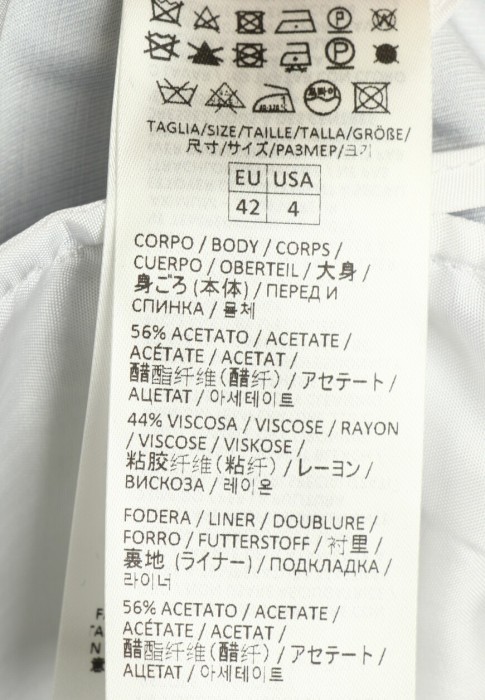 TAGLIA/SIZE/TAILLE/TALLA/GRÖßE/
尺寸/サイズ/РАЗМЕР/크기
EU USA
42 4
CORPO / BODY / CORPS /
CUERPO / OBERTEIL / 大身 /
身ごろ (本体) / ПЕРЕД И
СПИНКА / 몸체
56% ACETATO / ACETATE /
ACÉTATE / ACETAT /
醋酯纤维(醋纤) / アセテート /
АЦЕТАТ / 아세테이트
44% VISCOSA / VISCOSE / RAYON
/ VISCOSE / VISKOSE /
粘胶纤维(粘纤) / レーヨン /
ВИСКОЗА / 레이온
FODERA / LINER / DOUBLURE /
FORRO / FUTTERSTOFF / 衬里 /
裏地 (ライナー) / ПОДКЛАДКА /
라이너
56% ACETATO / ACETATE /
ACÉTATE / ACETAT /
醋酯纤维(醋纤) / アセテート /
АЦЕТАТ / 아세테이트